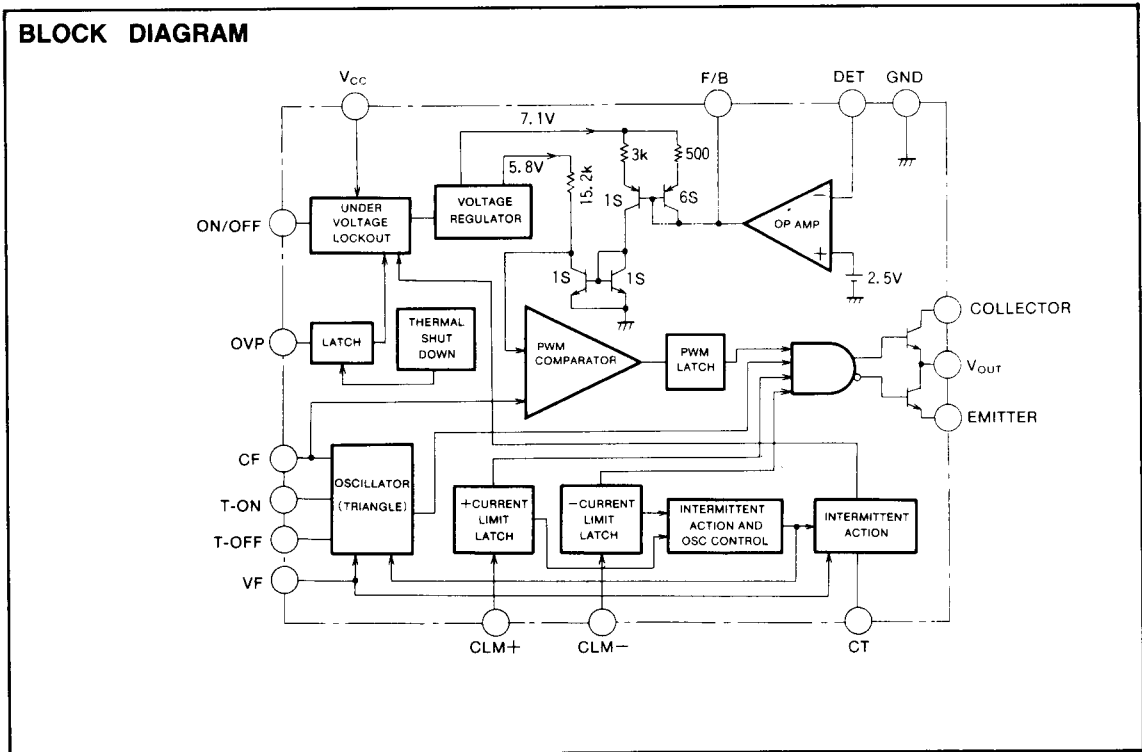 BLOCK DIAGRAM
VCC
F/B
DET
GND
7.1V
5.8V
15.2k
3k
500
1S
6S
ON/OFF
UNDER
VOLTAGE
LOCKOUT
VOLTAGE
REGULATOR
OP AMP
−
+
2.5V
1S
1S
COLLECTOR
OVP
LATCH
THERMAL
SHUT
DOWN
PWM
COMPARATOR
PWM
LATCH
VOUT
EMITTER
CF
T-ON
T-OFF
VF
OSCILLATOR
(TRIANGLE)
+CURRENT
LIMIT
LATCH
−CURRENT
LIMIT
LATCH
INTERMITTENT
ACTION AND
OSC CONTROL
INTERMITTENT
ACTION
CLM+
CLM−
CT